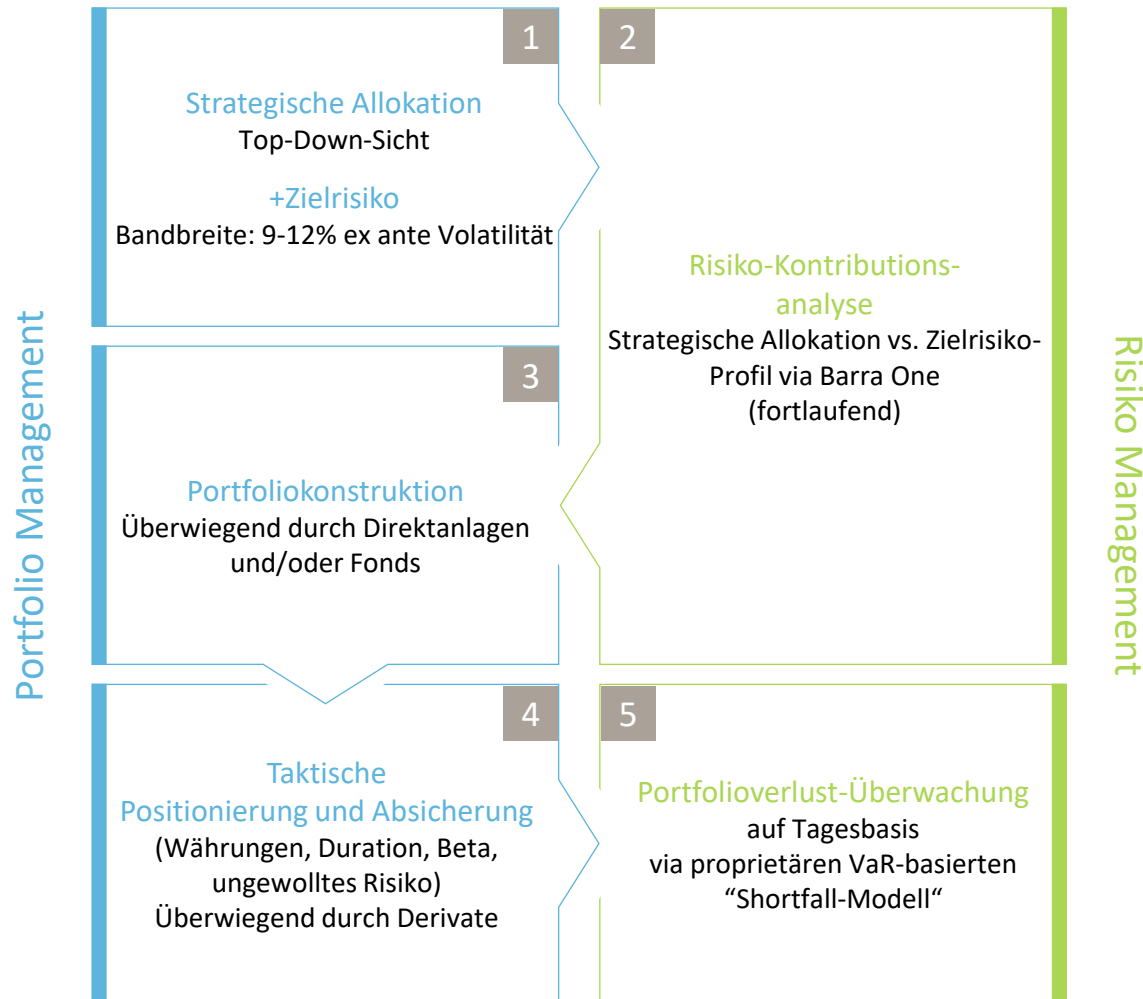 Portfolio Management
1
Strategische Allokation
Top-Down-Sicht
+Zielrisiko
Bandbreite: 9-12% ex ante Volatilität
2
Risiko-Kontributions-
analyse
Strategische Allokation vs. Zielrisiko-
Profil via Barra One
(fortlaufend)
3
Portfoliokonstruktion
Überwiegend durch Direktanlagen
und/oder Fonds
4
Taktische
Positionierung und Absicherung
(Währungen, Duration, Beta,
ungewolltes Risiko)
Überwiegend durch Derivate
5
Portfolioverlust-Überwachung
auf Tagesbasis
via proprietären VaR-basierten
“Shortfall-Modell“
Risiko Management